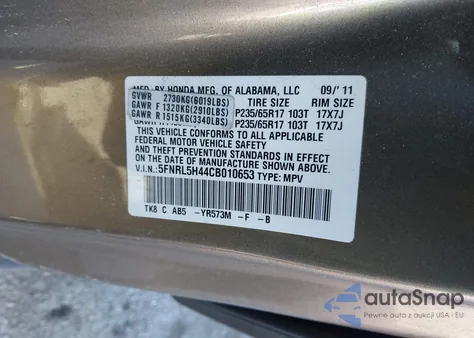 MFD. BY HONDA MFG. OF ALABAMA, LLC 09/'11
GVWR 2730KG(6019LBS) TIRE SIZE RIM SIZE
GAWR F 1320KG(2910LBS) P235/65R17 103T 17X7J
GAWR R 1515KG(3340LBS) P235/65R17 103T 17X7J
THIS VEHICLE CONFORMS TO ALL APPLICABLE
FEDERAL MOTOR VEHICLE SAFETY AND
THEFT PREVENTION STANDARDS IN EFFECT ON
THE DATE OF MANUFACTURE SHOWN ABOVE.
V.I.N:5FNRL5H44CB010653 TYPE: MPV
TK8 C AB5 -YR573M -F -B
autoSnap
Pewne auta z aukcji USA i EU